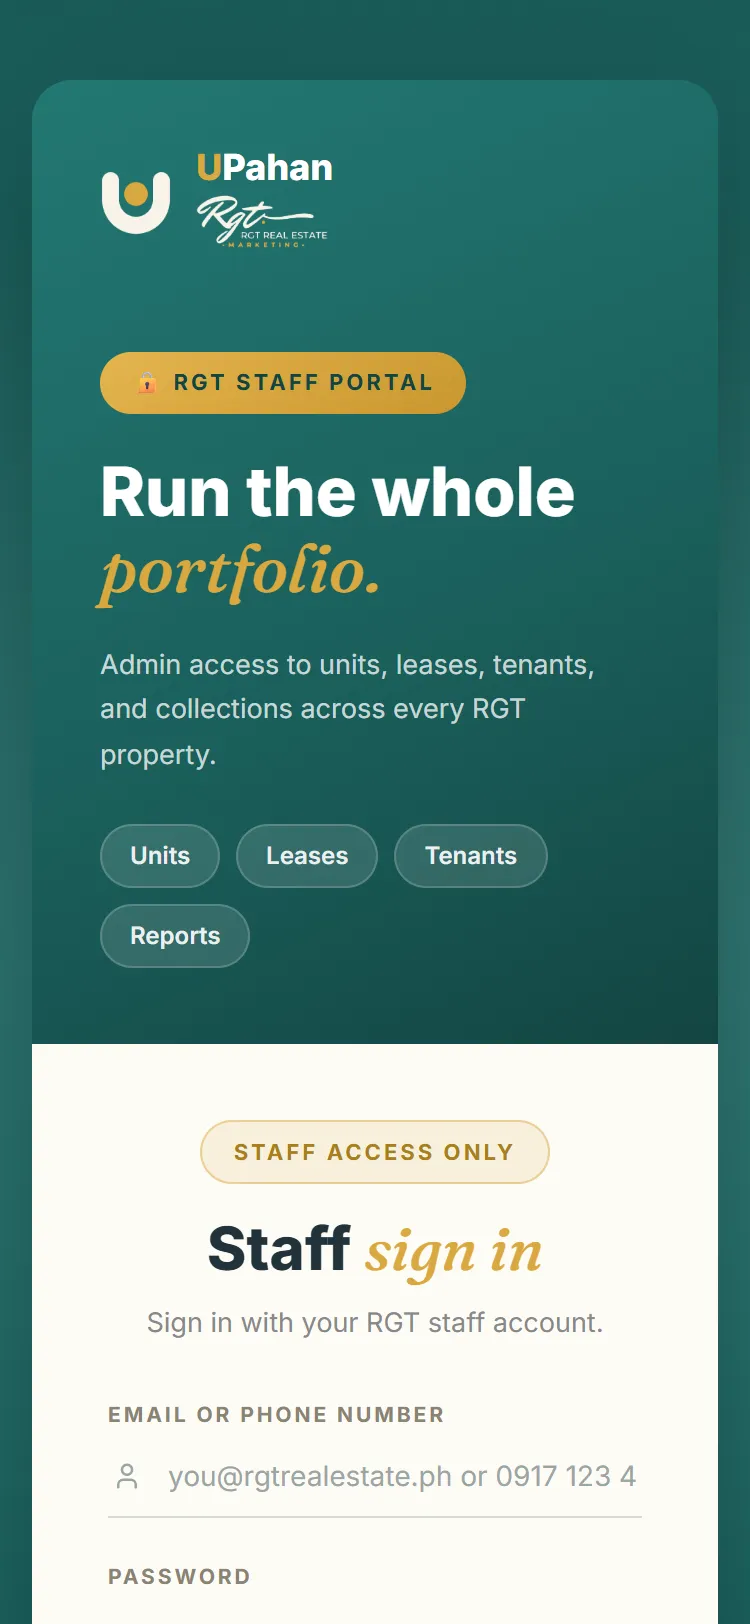 UPahan
Rgt.
RGT REAL ESTATE
• MARKETING •
RGT STAFF PORTAL
Run the whole
portfolio.
Admin access to units, leases, tenants,
and collections across every RGT
property.
Units
Leases
Tenants
Reports
STAFF ACCESS ONLY
Staff sign in
Sign in with your RGT staff account.
EMAIL OR PHONE NUMBER
you@rgtrealestate.ph or 0917 123 4
PASSWORD